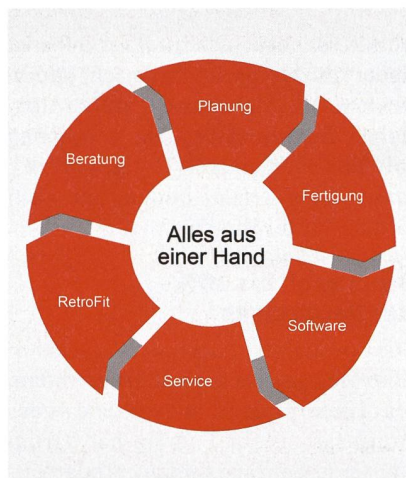 Planung
Beratung
Fertigung
Alles aus
einer Hand
RetroFit
Software
Service